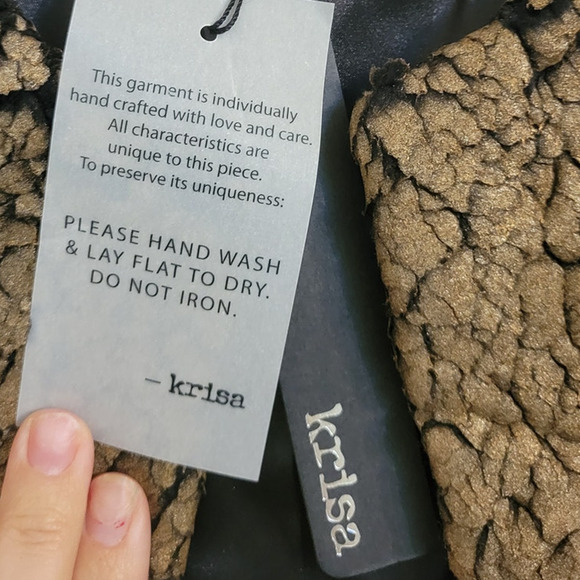 This garment is individually
hand crafted with love and care.
All characteristics are
unique to this piece.
To preserve its uniqueness:
PLEASE HAND WASH
& LAY FLAT TO DRY.
DO NOT IRON.
– krisa
krisa